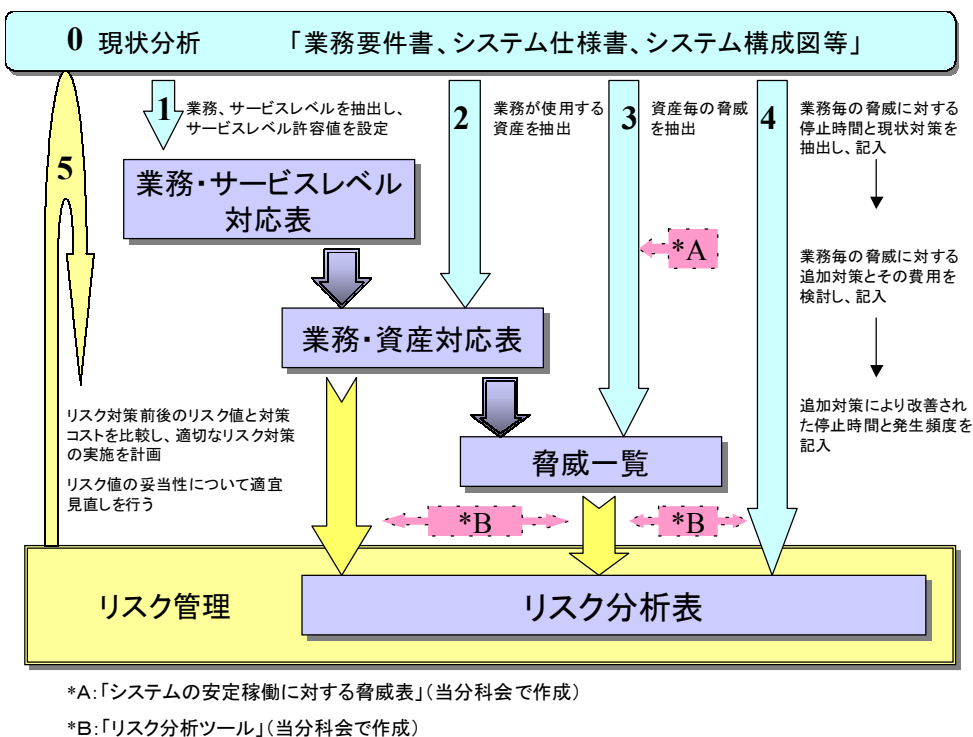 0 現状分析 「業務要件書、システム仕様書、システム構成図等」
1
業務、サービスレベルを抽出し、
サービスレベル許容値を設定
2
業務が使用する
資産を抽出
3
資産毎の脅威
を抽出
4
業務毎の脅威に対する
停止時間と現状対策を
抽出し、記入
5
業務・サービスレベル
対応表
*A
業務毎の脅威に対する
追加対策とその費用を
検討し、記入
業務・資産対応表
追加対策により改善され
た停止時間と発生頻度を
記入
リスク対策前後のリスク値と対策
コストを比較し、適切なリスク対策
の実施を計画
リスク値の妥当性について適宜
見直しを行う
脅威一覧
*B
*B
リスク管理
リスク分析表
*A:「システムの安定稼働に対する脅威表」(当分科会で作成)
*B:「リスク分析ツール」(当分科会で作成)